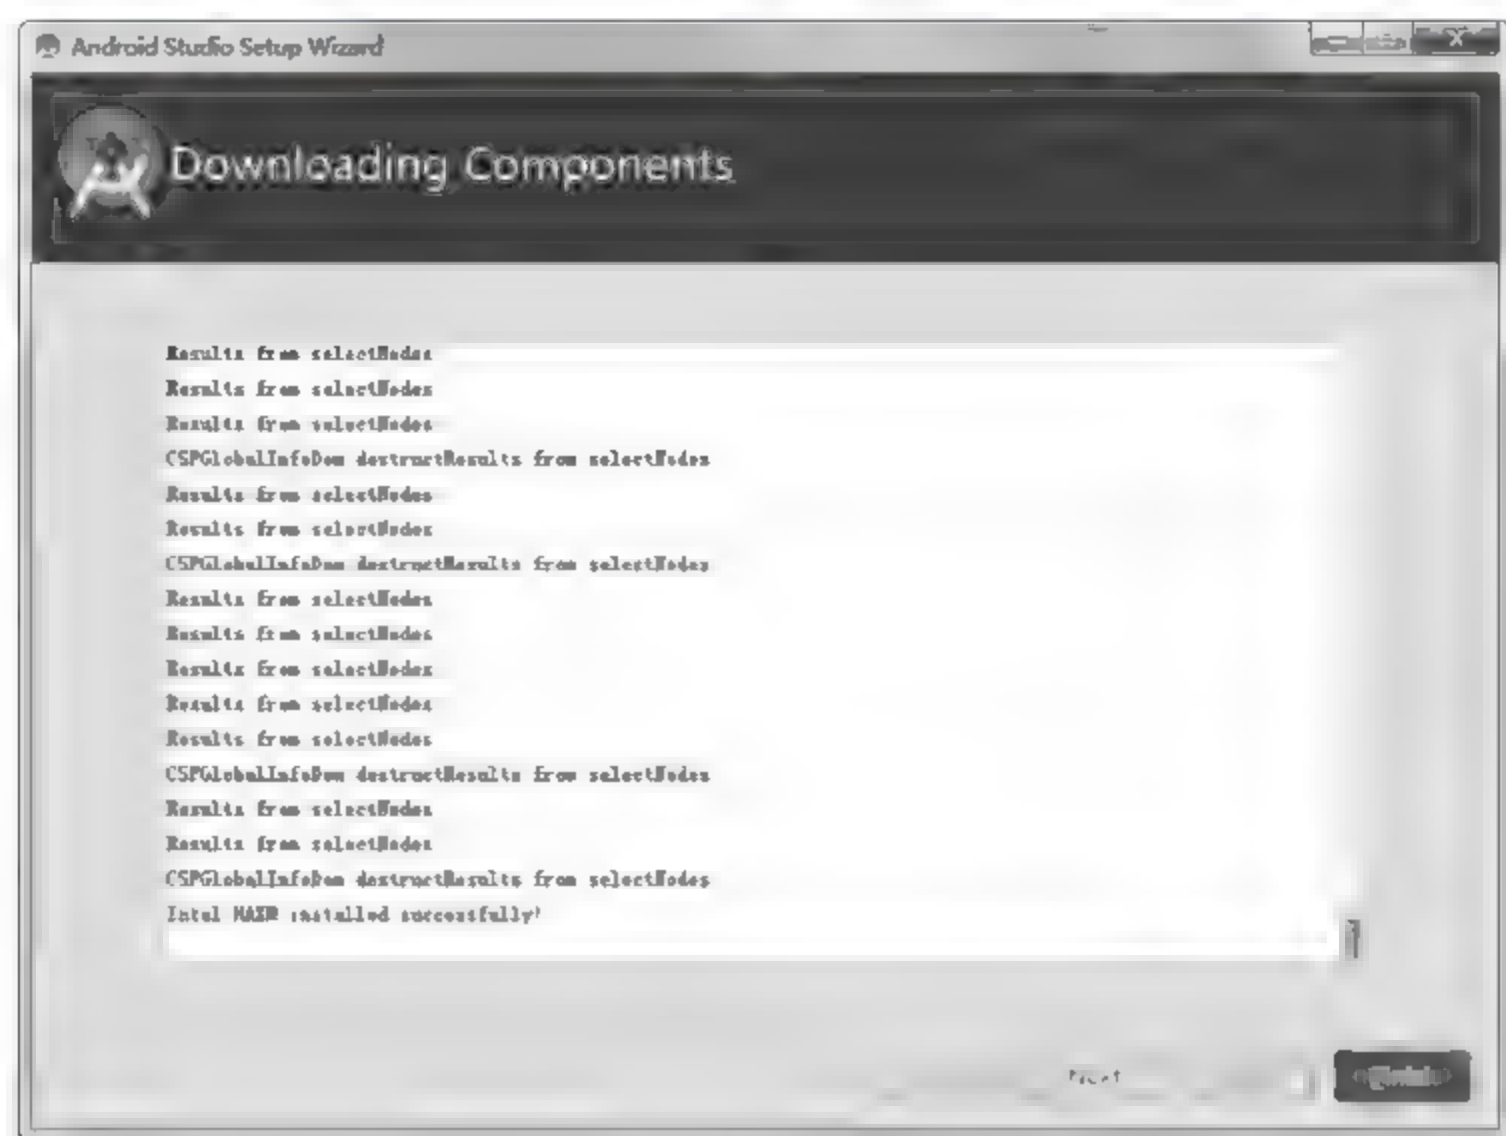 Android Studio Setup Wizard
Downloading Components
Results from selectNodes
Results from selectNodes
Results from selectNodes
CSPGlobalInfoDom destructResults from selectNodes
Results from selectNodes
Results from selectNodes
CSPGlobalInfoDom destructResults from selectNodes
Results from selectNodes
Results from selectNodes
Results from selectNodes
Results from selectNodes
Results from selectNodes
CSPGlobalInfoDom destructResults from selectNodes
Results from selectNodes
Results from selectNodes
CSPGlobalInfoDom destructResults from selectNodes
Intel HAXM installed successfully!
Next
Finish